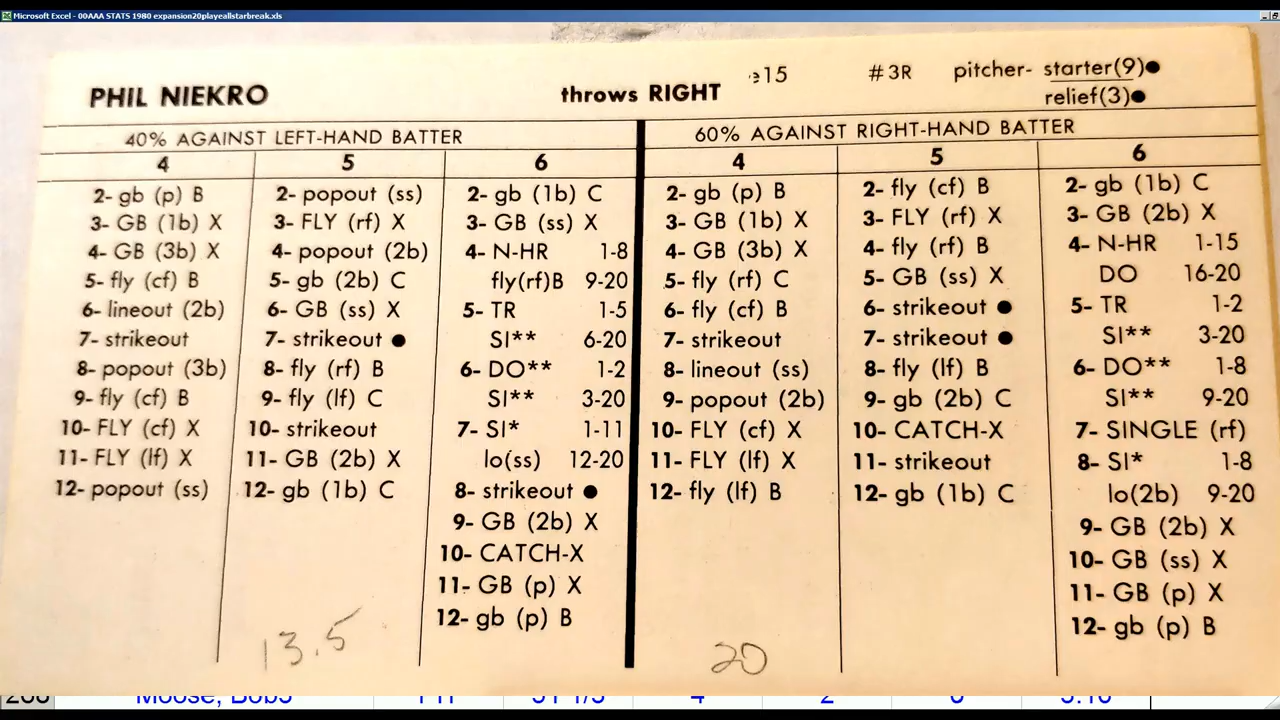 Microsoft Excel - 00AAA STATS 1980 expansion20playeallstarbreak.xls
PHIL NIEKRO throws RIGHT e15 #3R pitcher- starter(9)●
relief(3)●
40% AGAINST LEFT-HAND BATTER 60% AGAINST RIGHT-HAND BATTER
4 5 6 4 5 6
2- gb (p) B
3- GB (1b) X
4- GB (3b) X
5- fly (cf) B
6- lineout (2b)
7- strikeout
8- popout (3b)
9- fly (cf) B
10- FLY (cf) X
11- FLY (lf) X
12- popout (ss)
2- popout (ss)
3- FLY (rf) X
4- popout (2b)
5- gb (2b) C
6- GB (ss) X
7- strikeout ●
8- fly (rf) B
9- fly (lf) C
10- strikeout
11- GB (2b) X
12- gb (1b) C
13.5
2- gb (1b) C
3- GB (ss) X
4- N-HR 1-8
fly(rf)B 9-20
5- TR 1-5
SI** 6-20
6- DO** 1-2
SI** 3-20
7- SI* 1-11
lo(ss) 12-20
8- strikeout ●
9- GB (2b) X
10- CATCH-X
11- GB (p) X
12- gb (p) B
2- gb (p) B
3- GB (1b) X
4- GB (3b) X
5- fly (rf) C
6- fly (cf) B
7- strikeout
8- lineout (ss)
9- popout (2b)
10- FLY (cf) X
11- FLY (lf) X
12- fly (lf) B
20
2- fly (cf) B
3- FLY (rf) X
4- fly (rf) B
5- GB (ss) X
6- strikeout ●
7- strikeout ●
8- fly (lf) B
9- gb (2b) C
10- CATCH-X
11- strikeout
12- gb (1b) C
2- gb (1b) C
3- GB (2b) X
4- N-HR 1-15
DO 16-20
5- TR 1-2
SI** 3-20
6- DO** 1-8
SI** 9-20
7- SINGLE (rf)
8- SI* 1-8
lo(2b) 9-20
9- GB (2b) X
10- GB (ss) X
11- GB (p) X
12- gb (p) B
Moose, Bob5